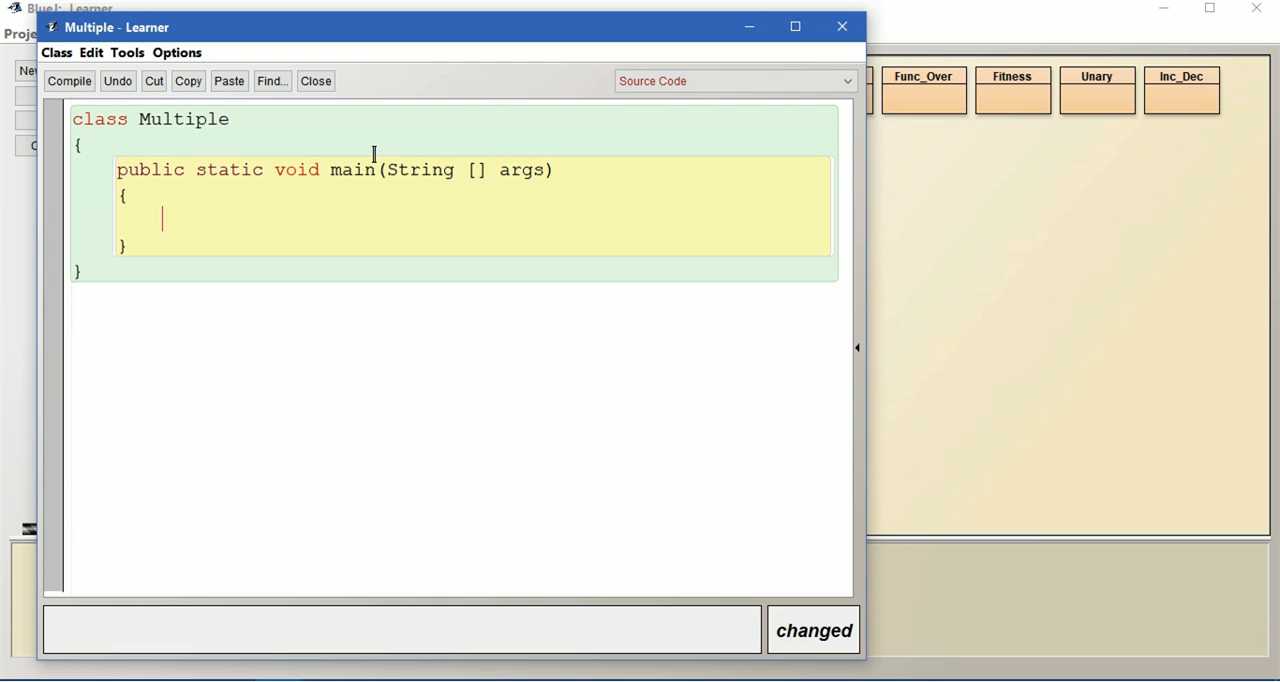 BlueJ: Learner
Proje
Multiple - Learner
Class Edit Tools Options
Compile Undo Cut Copy Paste Find... Close
Source Code
class Multiple
{
public static void main(String [] args)
{
}
}
changed
Func_Over Fitness Unary Inc_Dec